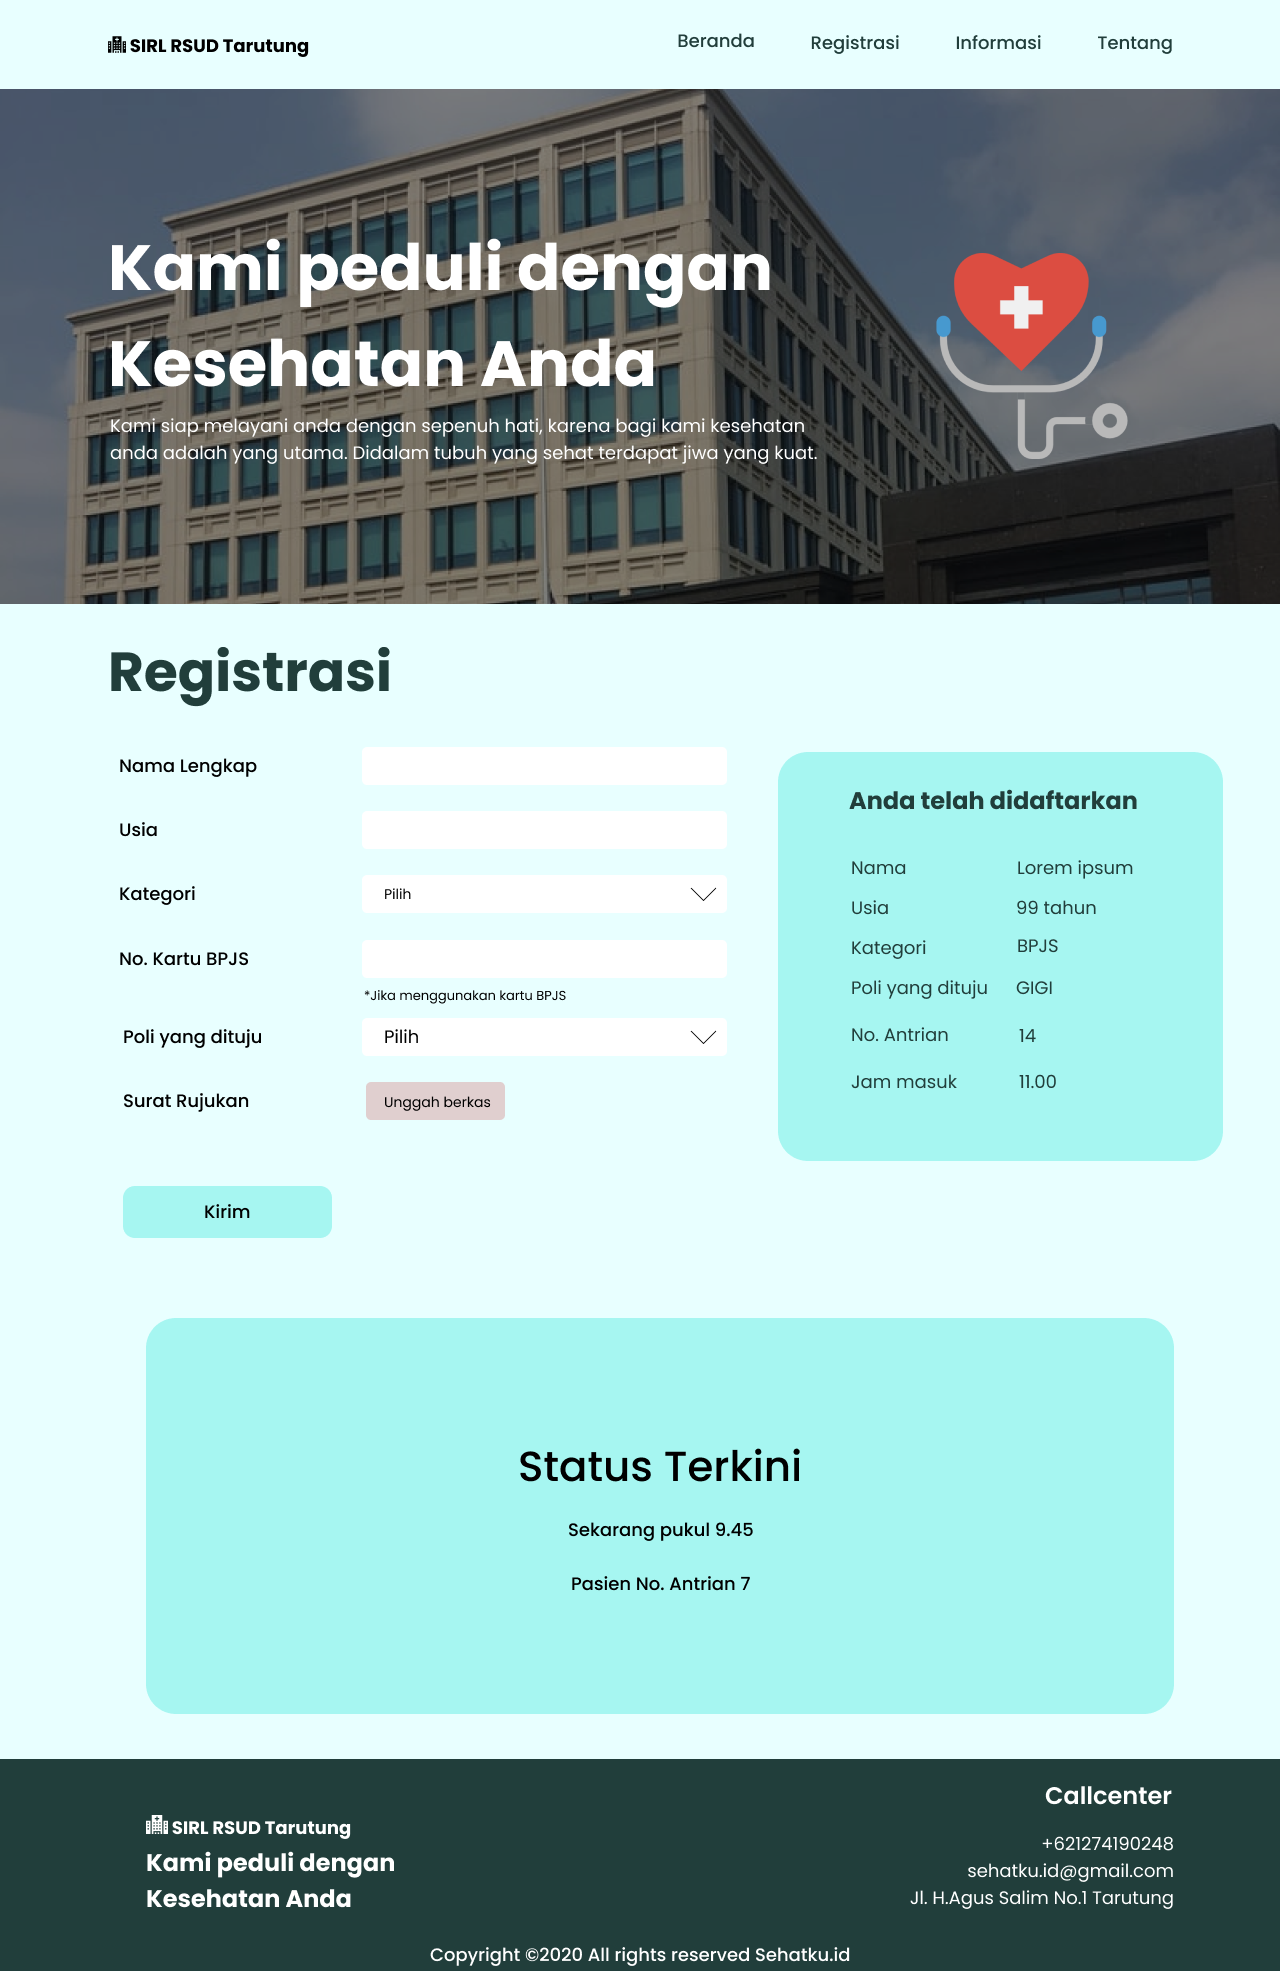 SIRL RSUD Tarutung
Beranda
Registrasi
Informasi
Tentang
Kami peduli dengan
Kesehatan Anda
Kami siap melayani anda dengan sepenuh hati, karena bagi kami kesehatan
anda adalah yang utama. Didalam tubuh yang sehat terdapat jiwa yang kuat.
Registrasi
Nama Lengkap
Usia
Kategori
Pilih
No. Kartu BPJS
*Jika menggunakan kartu BPJS
Poli yang dituju
Pilih
Surat Rujukan
Unggah berkas
Kirim
Anda telah didaftarkan
Nama Lorem ipsum
Usia 99 tahun
Kategori BPJS
Poli yang dituju GIGI
No. Antrian 14
Jam masuk 11.00
Status Terkini
Sekarang pukul 9.45
Pasien No. Antrian 7
SIRL RSUD Tarutung
Kami peduli dengan
Kesehatan Anda
Callcenter
+621274190248
sehatku.id@gmail.com
Jl. H.Agus Salim No.1 Tarutung
Copyright ©2020 All rights reserved Sehatku.id